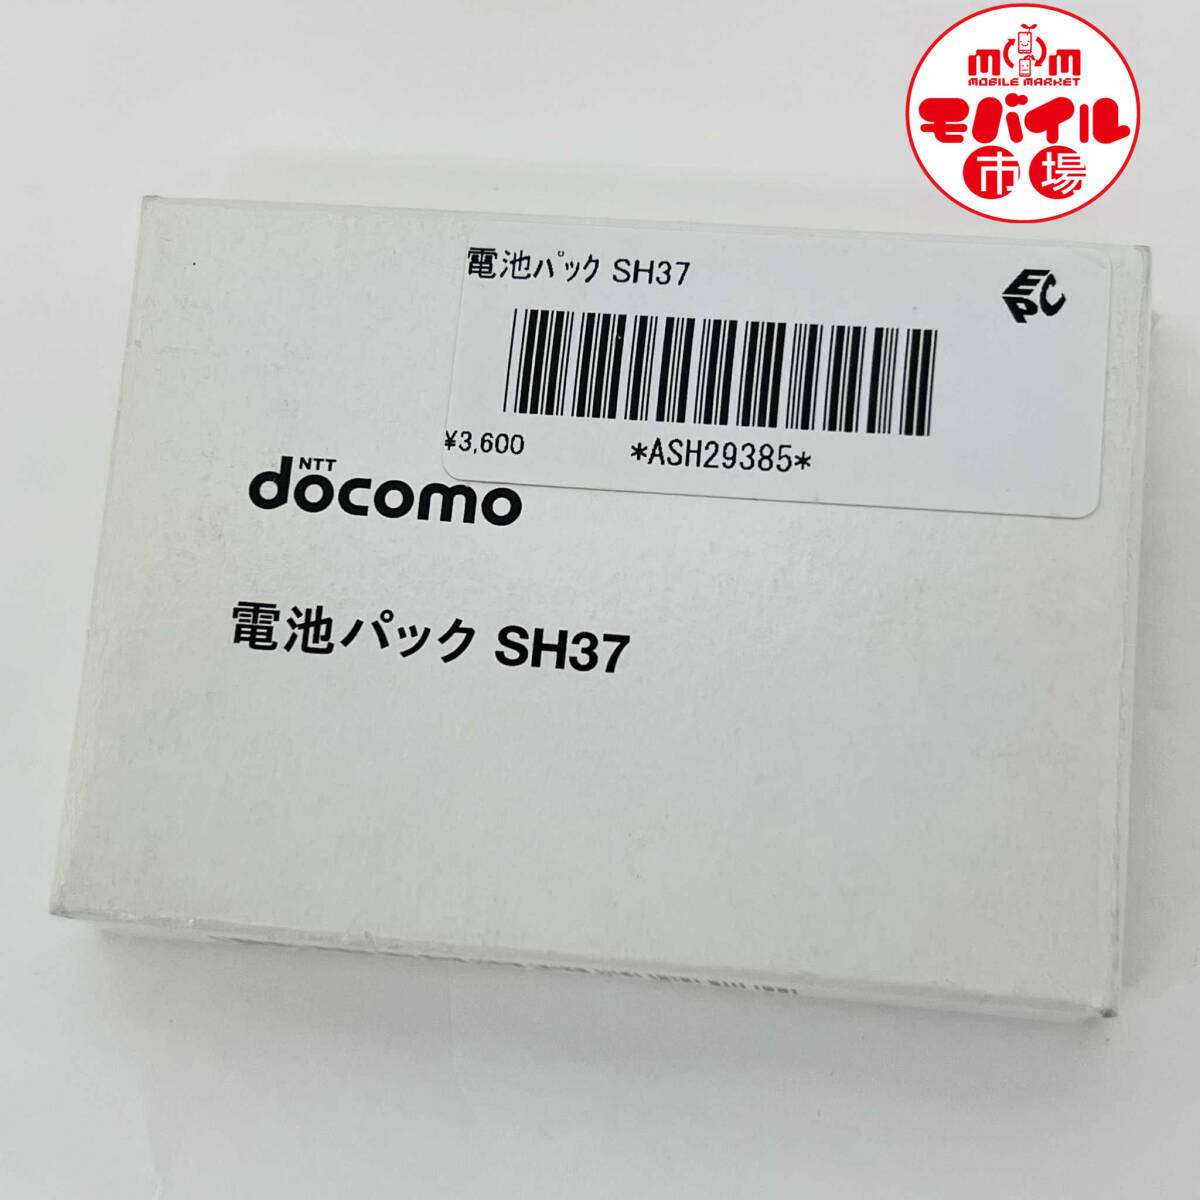 m m
MOBILE MARKET
モバイル
市場
電池ﾊﾟｯｸ SH37
EPC
¥3,600
*ASH29385*
NTT
docomo
電池パック SH37